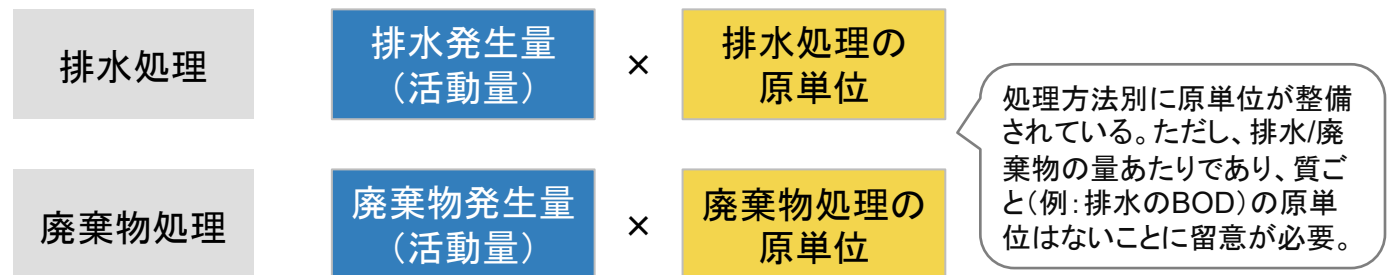 排水処理
排水発生量
（活動量）
×
排水処理の
原単位
廃棄物処理
廃棄物発生量
（活動量）
×
廃棄物処理の
原単位
処理方法別に原単位が整備
されている。ただし、排水/廃
棄物の量あたりであり、質ご
と（例：排水のBOD）の原単
位はないことに留意が必要。